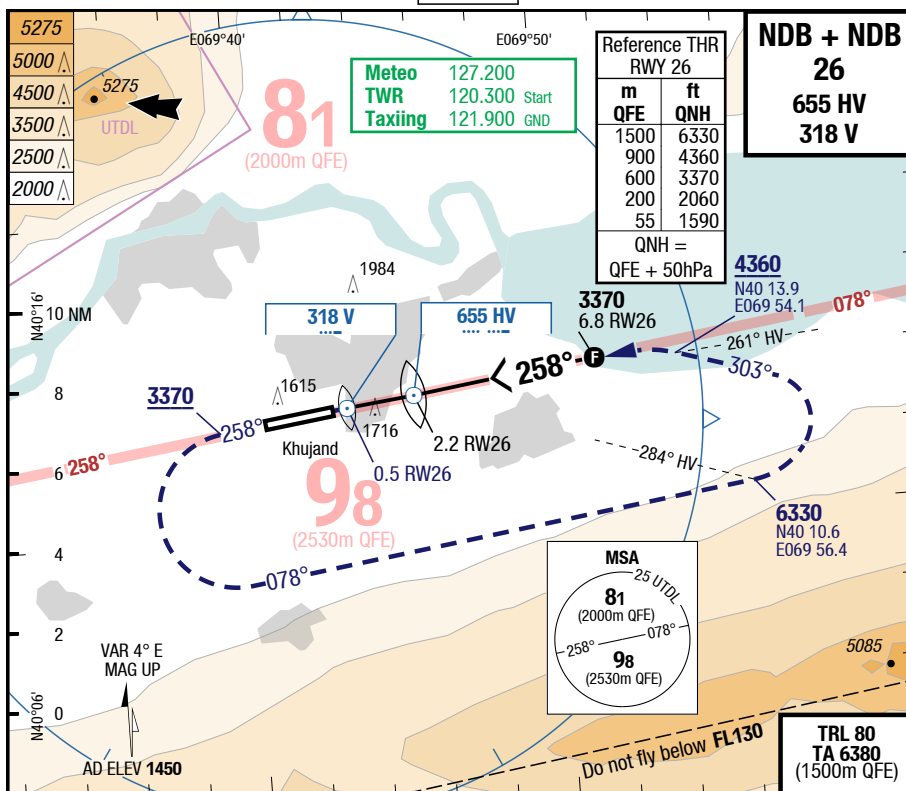 5275
5000
4500
3500
2500
2000
5275
UTDL
E069°40'
E069°50'
Meteo 127.200
TWR 120.300 Start
Taxiing 121.900 GND
81
(2000m QFE)
Reference THR
RWY 26
m ft
QFE QNH
1500 6330
900 4360
600 3370
200 2060
55 1590
QNH =
QFE + 50hPa
NDB + NDB
26
655 HV
318 V
N40°16'
10 NM
8
6
4
2
0
N40°06'
1984
318 V
655 HV
3370
6.8 RW26
4360
N40 13.9
E069 54.1
078°
261° HV
303°
F
258°
3370
1615
258°
1716
Khujand
2.2 RW26
0.5 RW26
258°
284° HV
98
(2530m QFE)
6330
N40 10.6
E069 56.4
078°
MSA
25 UTDL
81
(2000m QFE)
258° 078°
98
(2530m QFE)
VAR 4° E
MAG UP
AD ELEV 1450
5085
Do not fly below FL130
TRL 80
TA 6380
(1500m QFE)